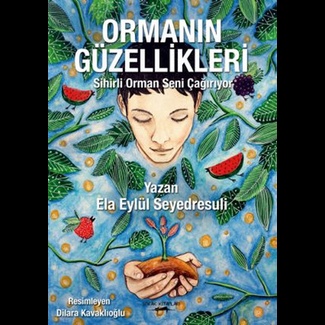 ORMANIN
GÜZELLİKLERİ
Sihirli Orman Seni Çağırıyor
Yazan
Ela Eylül Seyedresuli
Resimleyen
Dilara Kavaklıoğlu